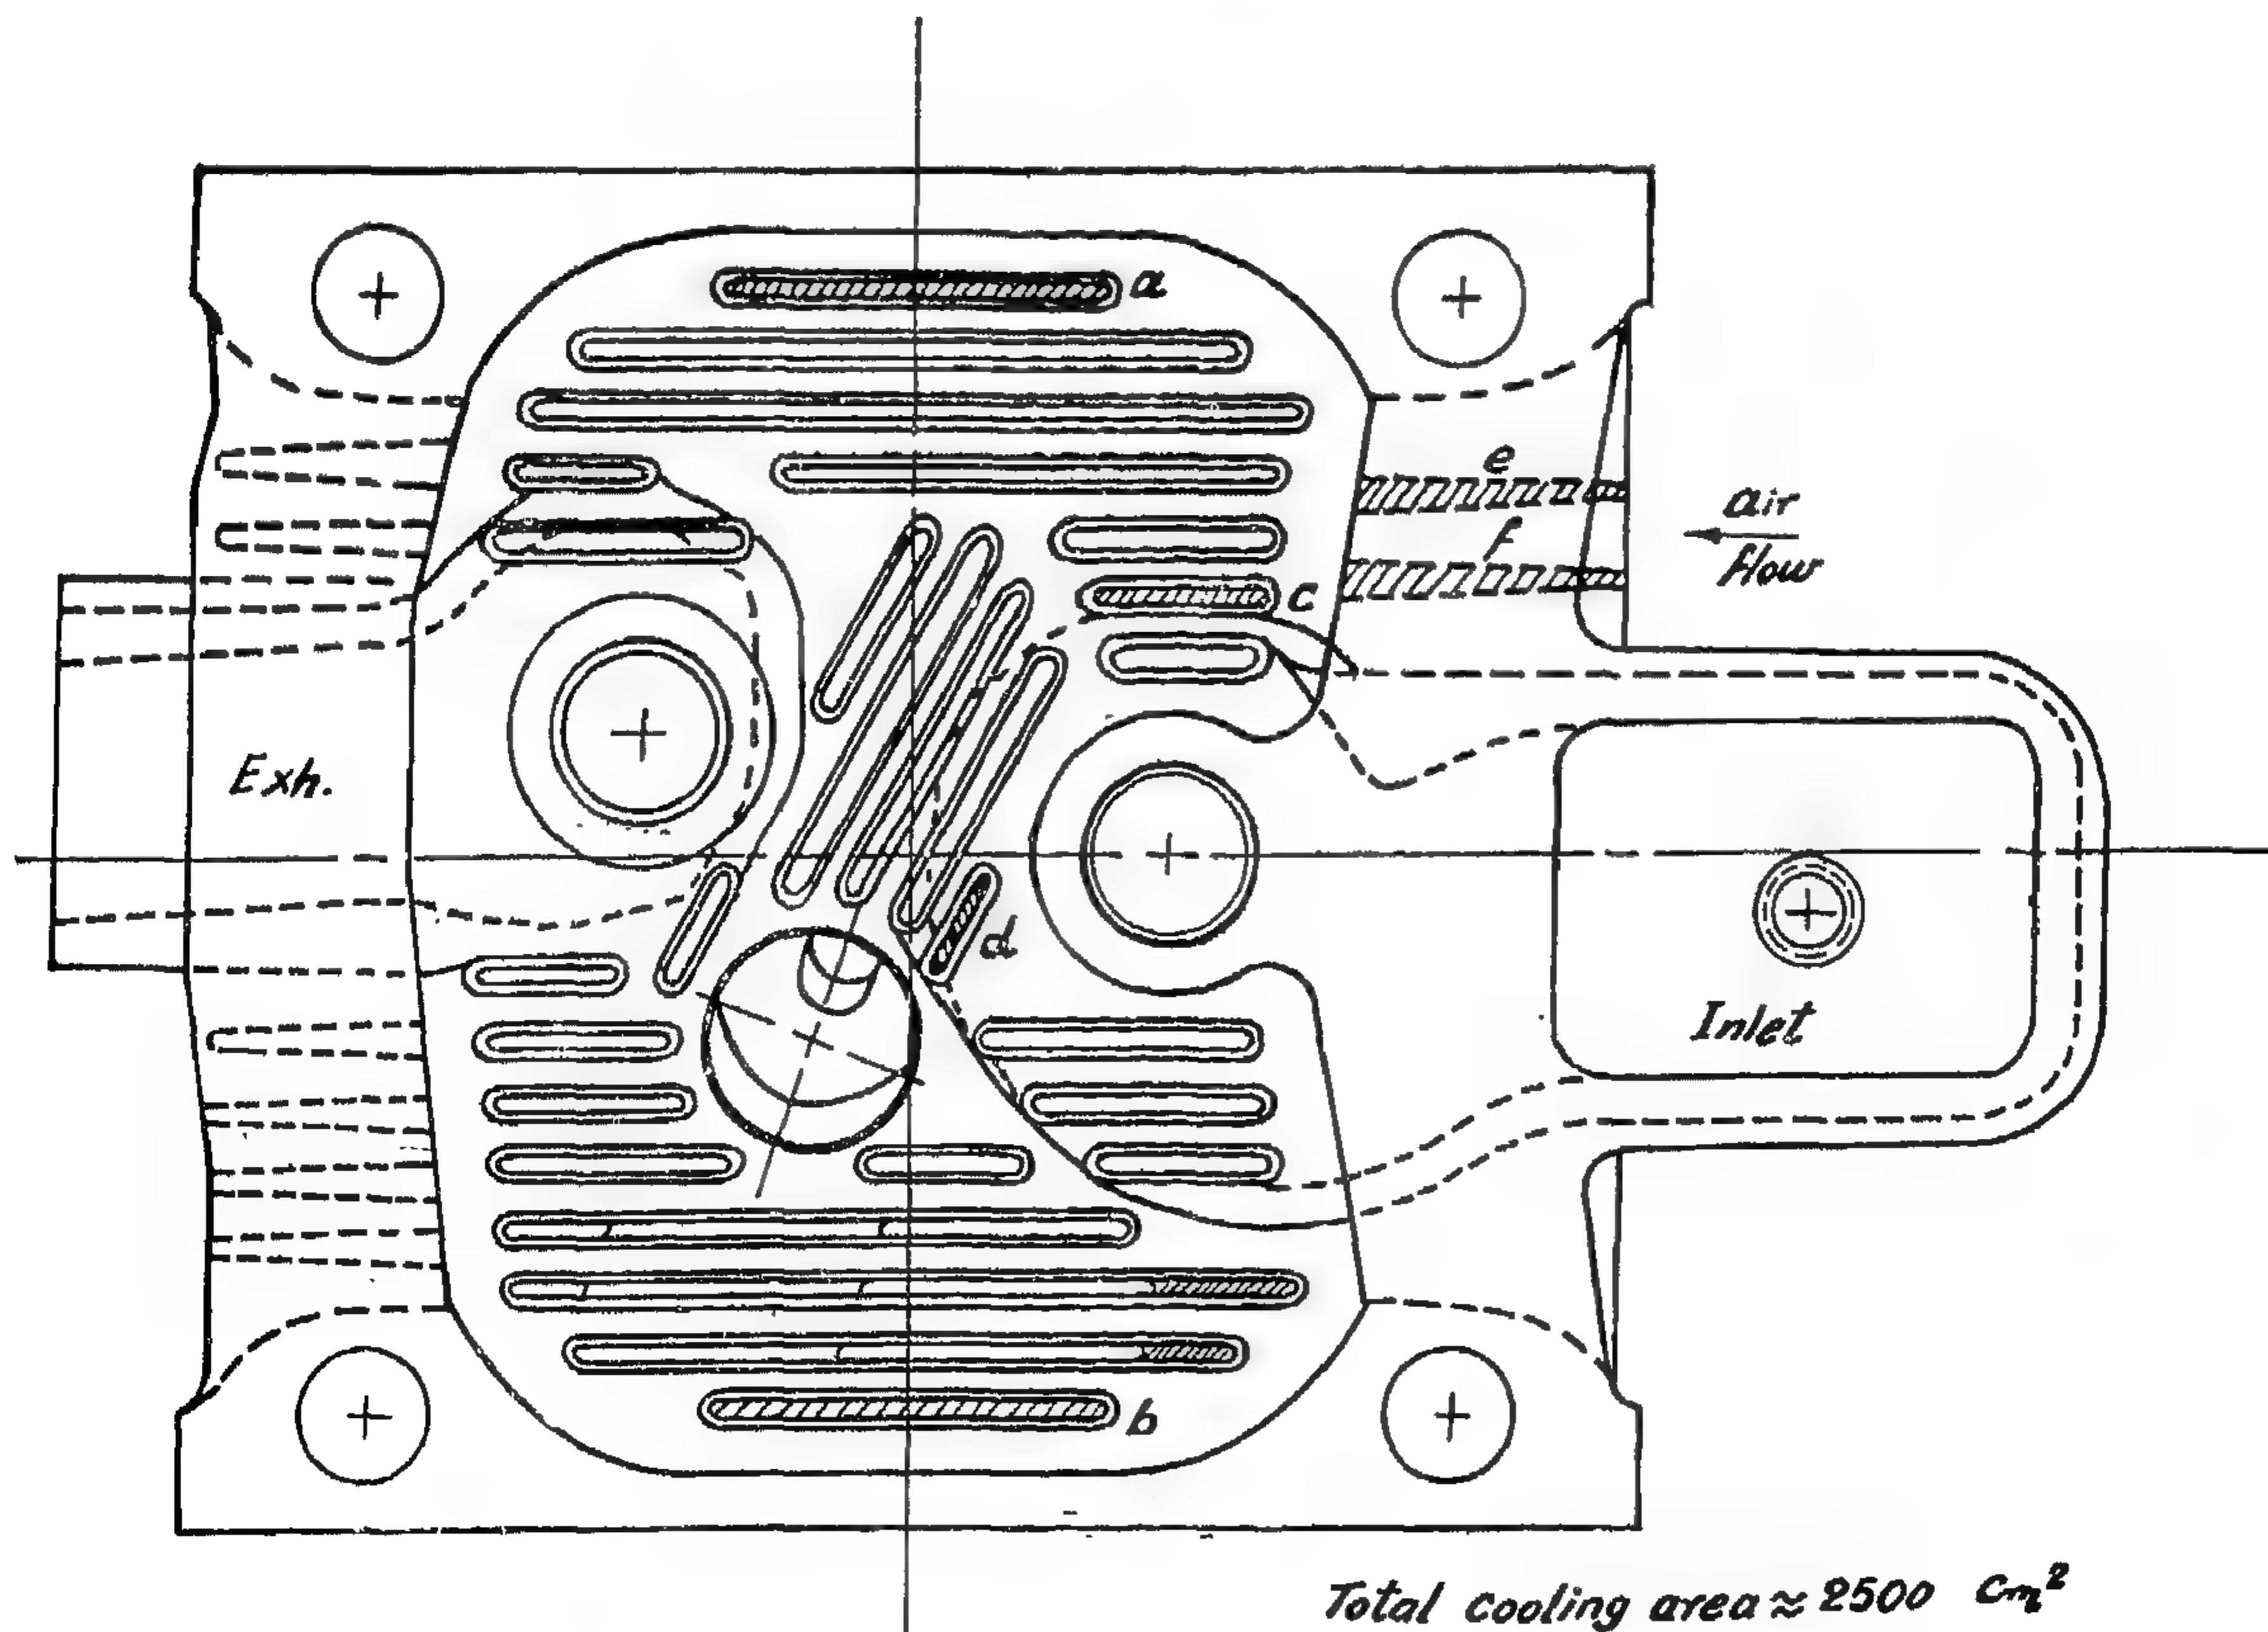 a
e
f
air
flow
c
Exh.
d
Inlet
b
Total cooling area ≈ 2500 cm²